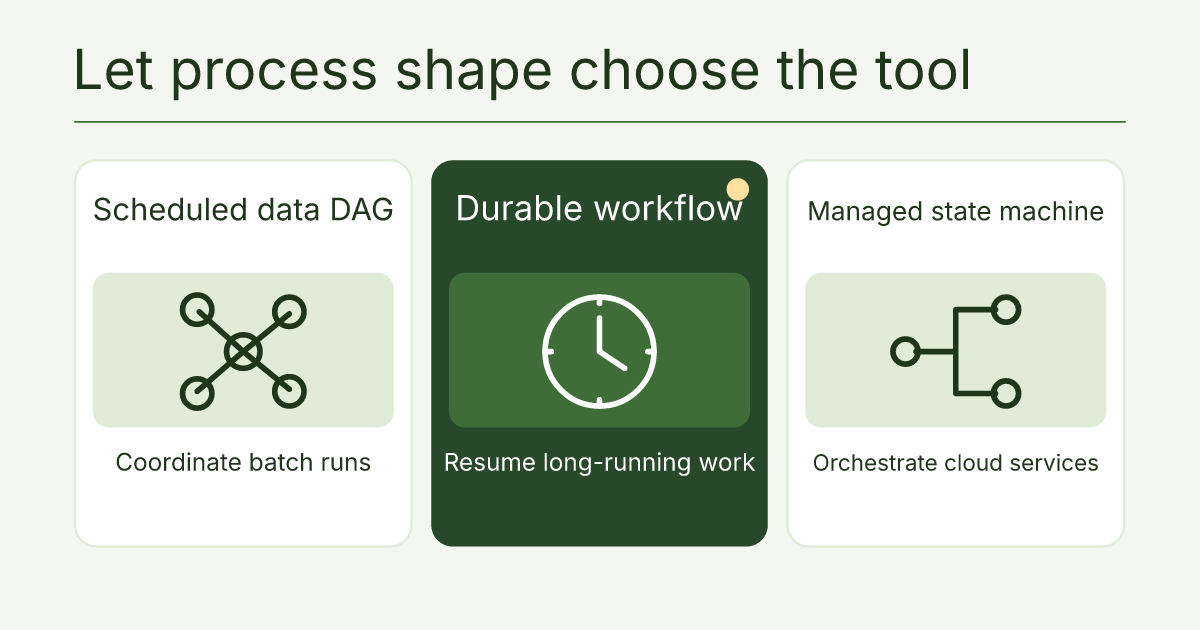 Let process shape choose the tool
Scheduled data DAG
Durable workflow
Managed state machine
Coordinate batch runs
Resume long-running work
Orchestrate cloud services